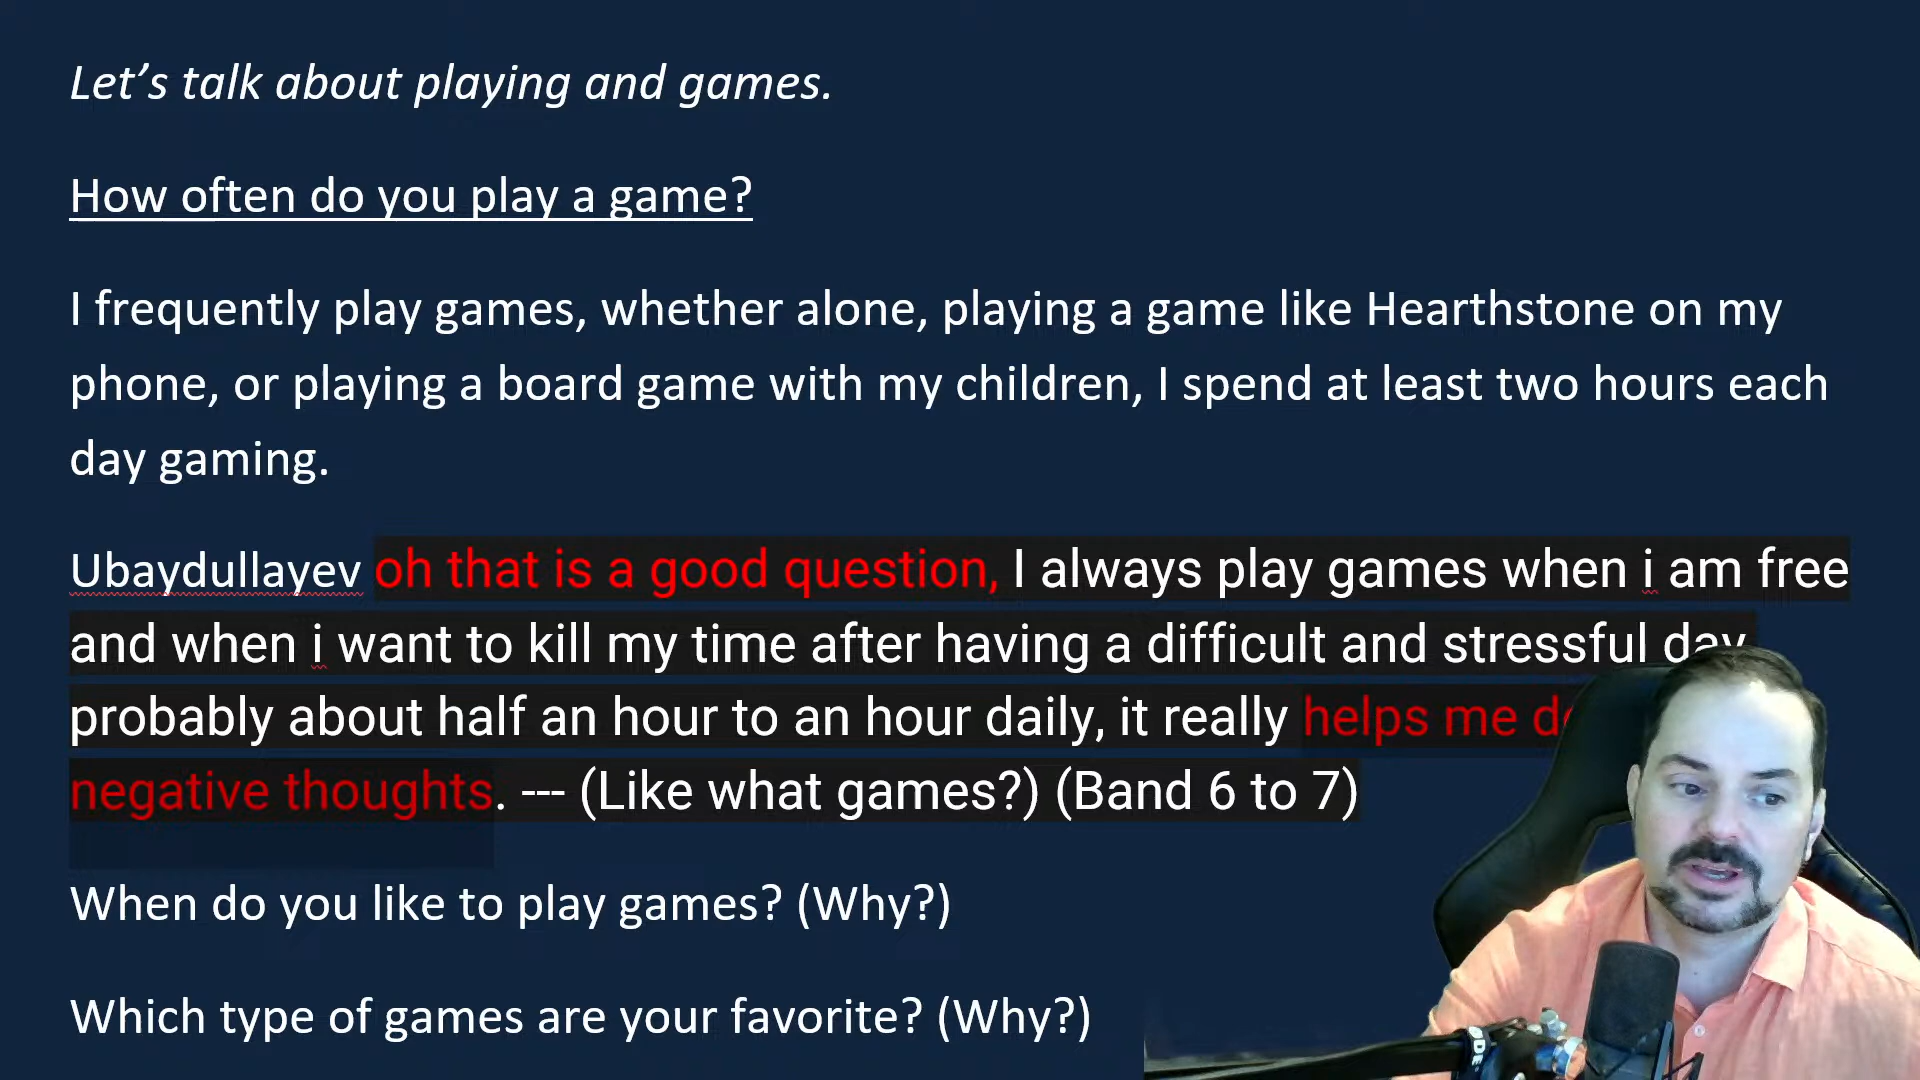 Let's talk about playing and games.
How often do you play a game?
I frequently play games, whether alone, playing a game like Hearthstone on my
phone, or playing a board game with my children, I spend at least two hours each
day gaming.
Ubaydullayev oh that is a good question, I always play games when i am free
and when i want to kill my time after having a difficult and stressful day
probably about half an hour to an hour daily, it really helps me
negative thoughts. --- (Like what games?) (Band 6 to 7)
When do you like to play games? (Why?)
Which type of games are your favorite? (Why?)